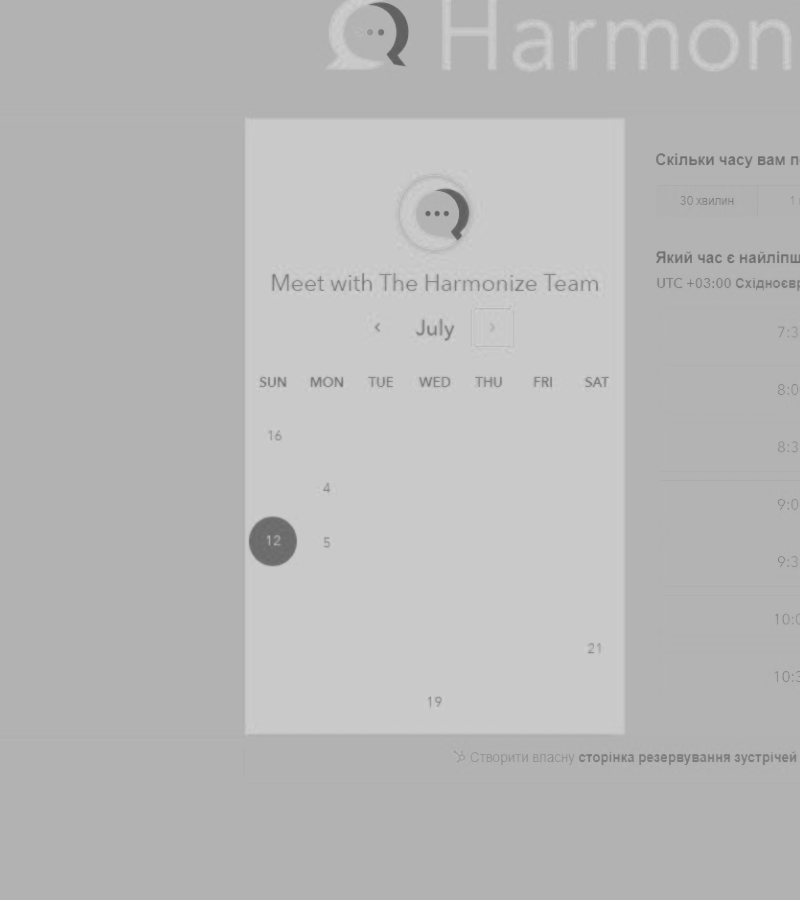 Harmon
Meet with The Harmonize Team
July
SUN MON TUE WED THU FRI SAT
16
4
12 5
21
19
Скільки часу вам п
30 хвилин 1
Який час є найліпш
UTC +03:00 Східноєвр
7:3
8:0
8:3
9:0
9:3
10:0
10:3
Створити власну сторінка резервування зустрічей